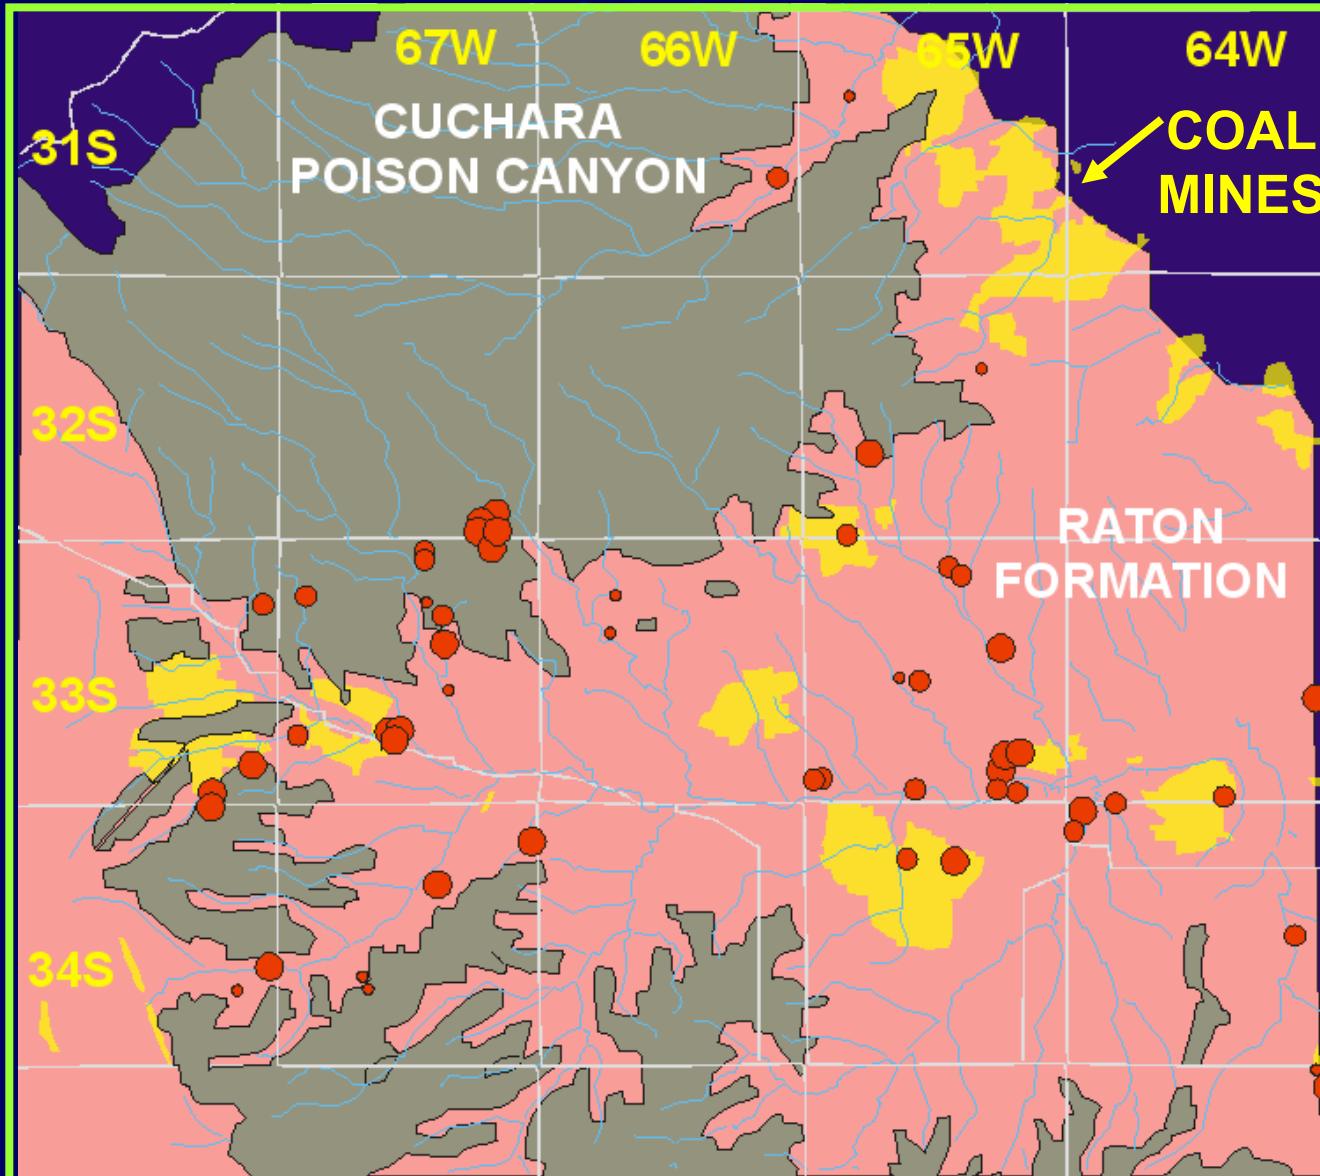 67W
66W
65W
64W
CUCHARA
POISON CANYON
31S
COAL
MINES
32S
RATON
FORMATION
33S
34S